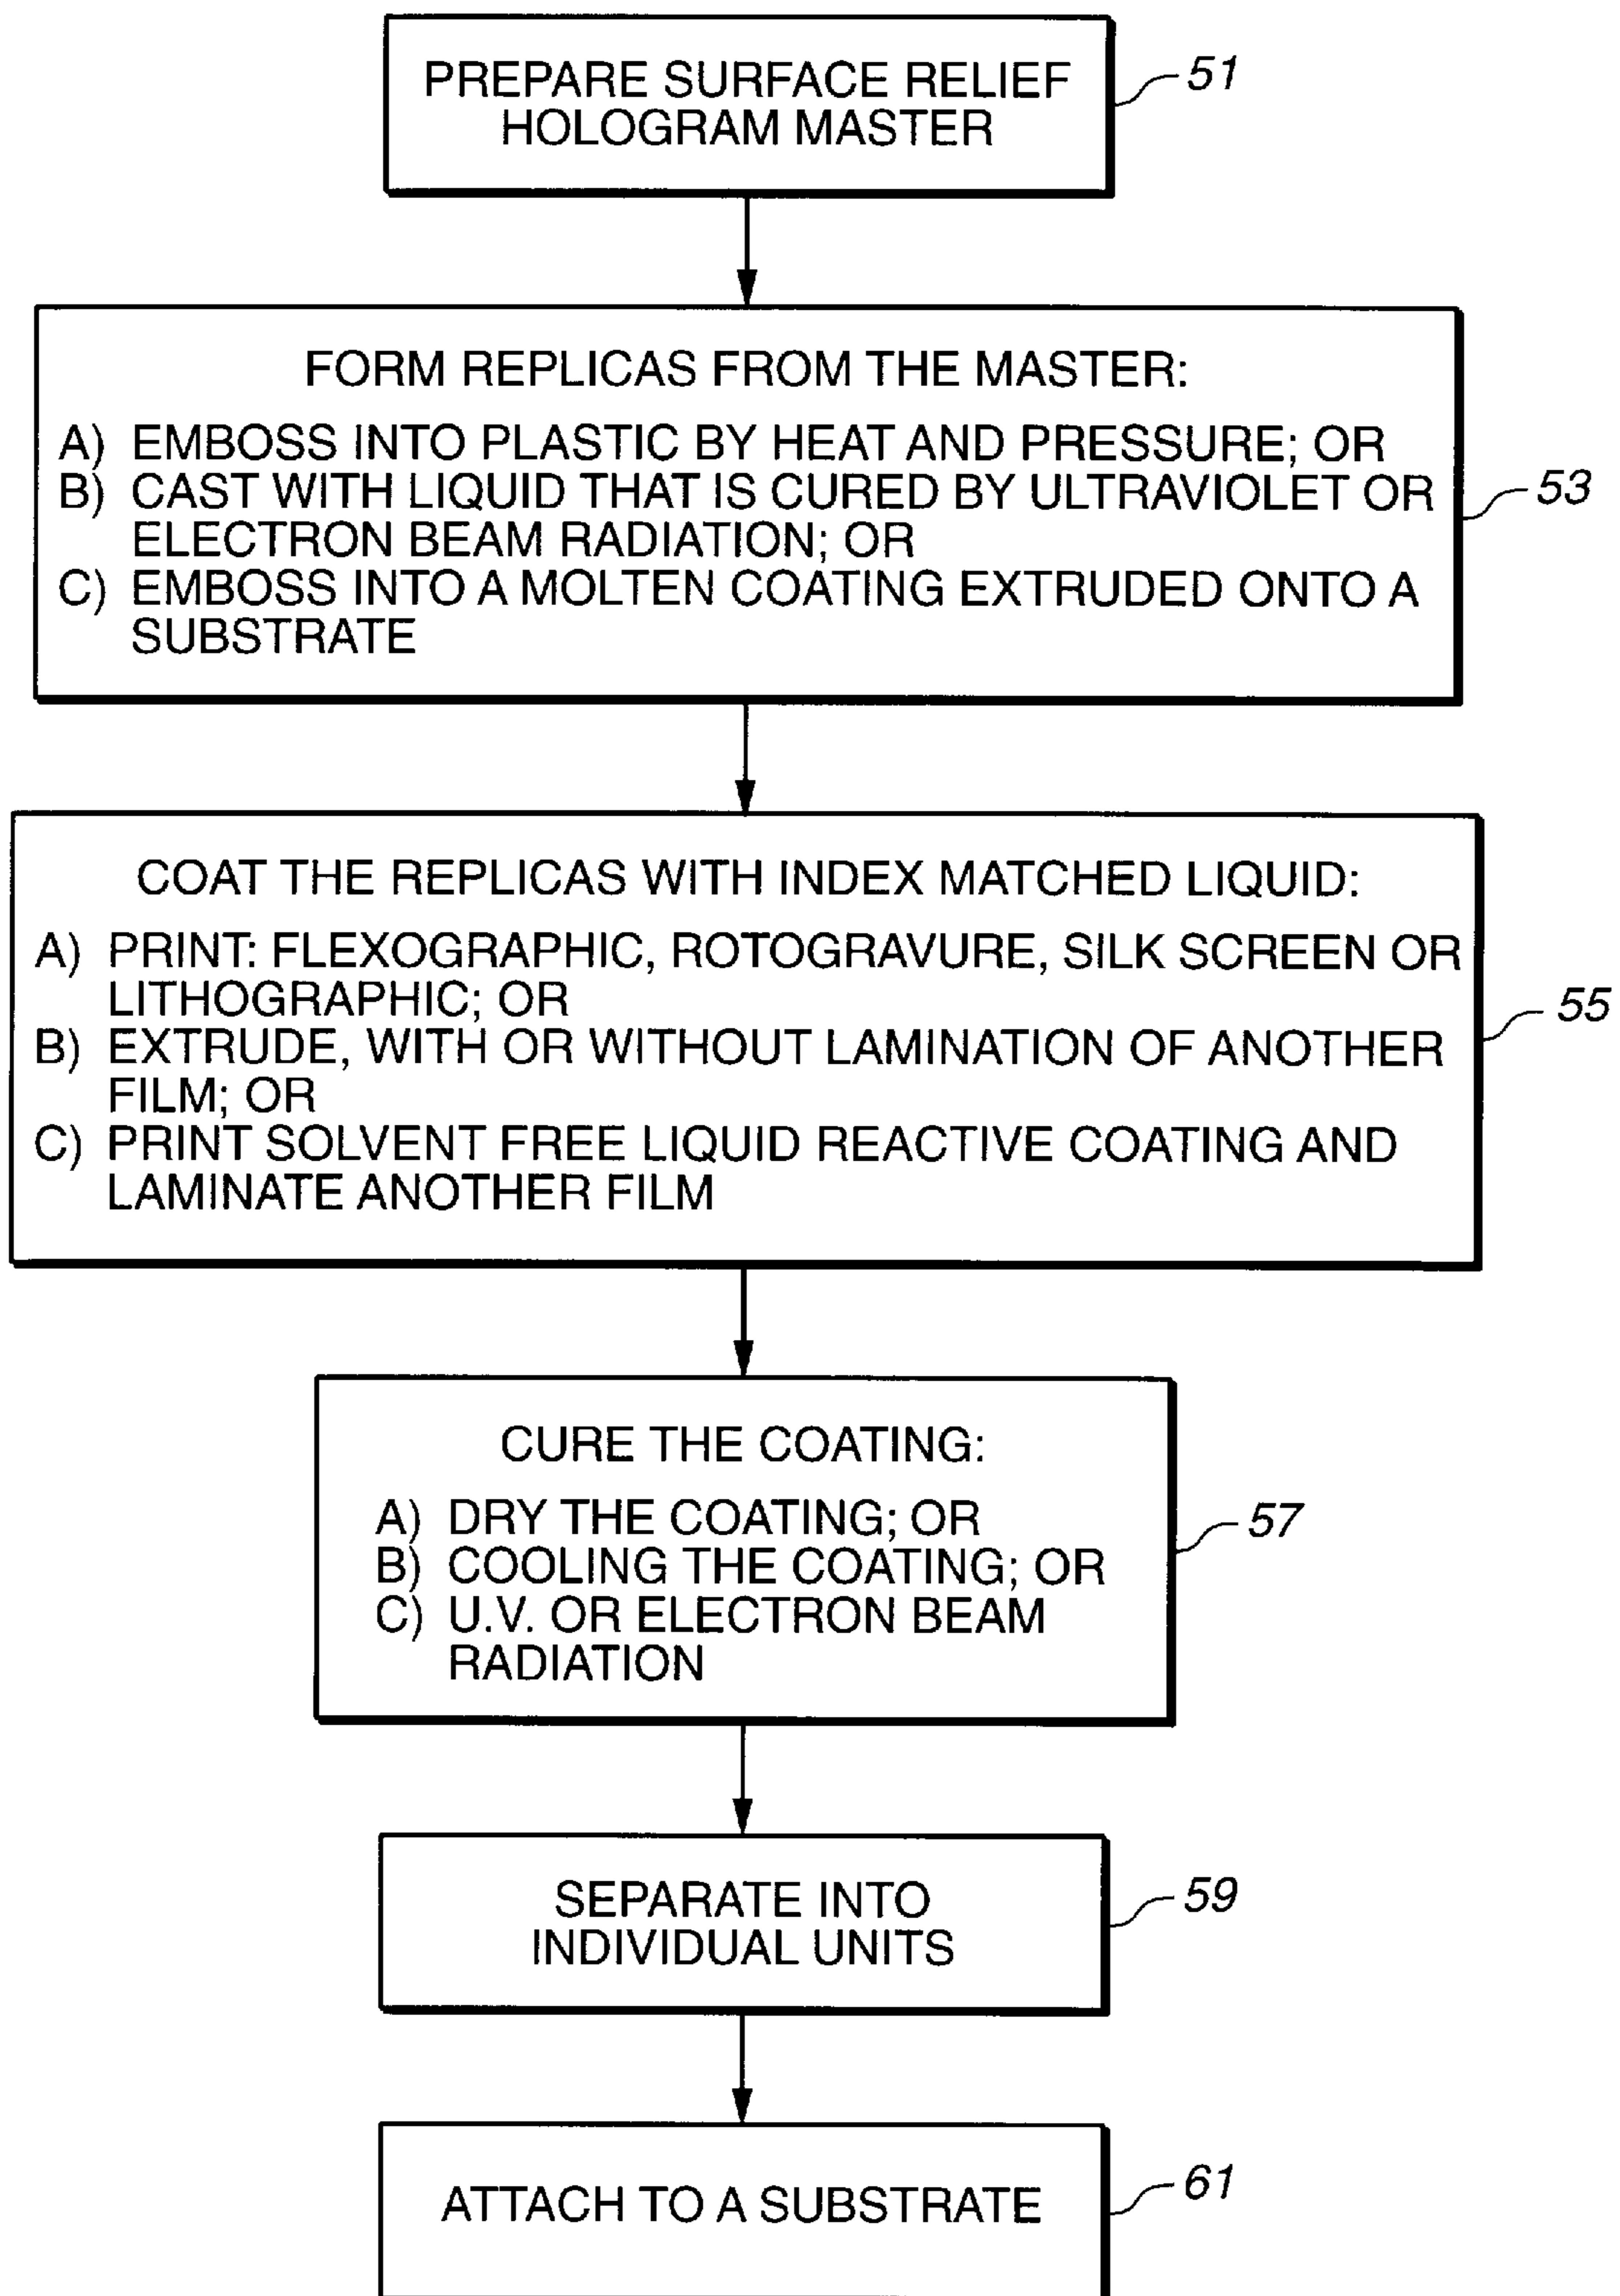 PREPARE SURFACE RELIEF
HOLOGRAM MASTER
51
FORM REPLICAS FROM THE MASTER:
A) EMBOSS INTO PLASTIC BY HEAT AND PRESSURE; OR
B) CAST WITH LIQUID THAT IS CURED BY ULTRAVIOLET OR
ELECTRON BEAM RADIATION; OR
C) EMBOSS INTO A MOLTEN COATING EXTRUDED ONTO A
SUBSTRATE
53
COAT THE REPLICAS WITH INDEX MATCHED LIQUID:
A) PRINT: FLEXOGRAPHIC, ROTOGRAVURE, SILK SCREEN OR
LITHOGRAPHIC; OR
B) EXTRUDE, WITH OR WITHOUT LAMINATION OF ANOTHER
FILM; OR
C) PRINT SOLVENT FREE LIQUID REACTIVE COATING AND
LAMINATE ANOTHER FILM
55
CURE THE COATING:
A) DRY THE COATING; OR
B) COOLING THE COATING; OR
C) U.V. OR ELECTRON BEAM
RADIATION
57
SEPARATE INTO
INDIVIDUAL UNITS
59
ATTACH TO A SUBSTRATE
61